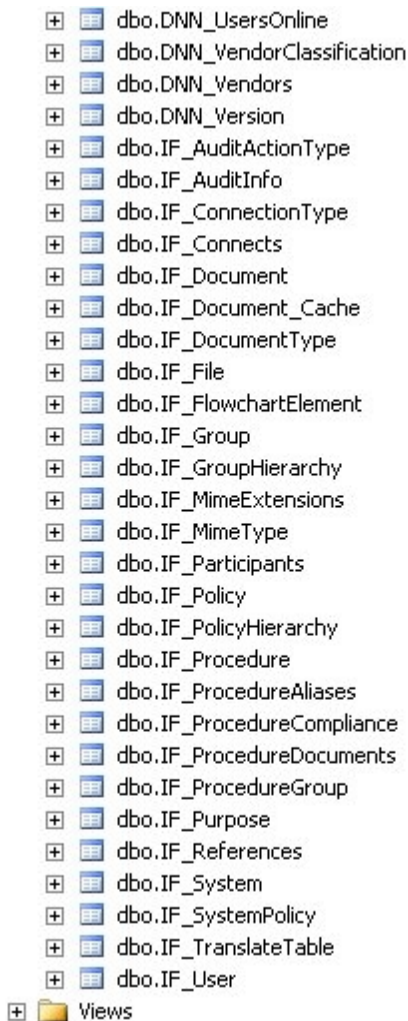 dbo.DNN_UsersOnline
dbo.DNN_VendorClassification
dbo.DNN_Vendors
dbo.DNN_Version
dbo.IF_AuditActionType
dbo.IF_AuditInfo
dbo.IF_ConnectionType
dbo.IF_Connects
dbo.IF_Document
dbo.IF_Document_Cache
dbo.IF_DocumentType
dbo.IF_File
dbo.IF_FlowchartElement
dbo.IF_Group
dbo.IF_GroupHierarchy
dbo.IF_MimeExtensions
dbo.IF_MimeType
dbo.IF_Participants
dbo.IF_Policy
dbo.IF_PolicyHierarchy
dbo.IF_Procedure
dbo.IF_ProcedureAliases
dbo.IF_ProcedureCompliance
dbo.IF_ProcedureDocuments
dbo.IF_ProcedureGroup
dbo.IF_Purpose
dbo.IF_References
dbo.IF_System
dbo.IF_SystemPolicy
dbo.IF_TranslateTable
dbo.IF_User
Views